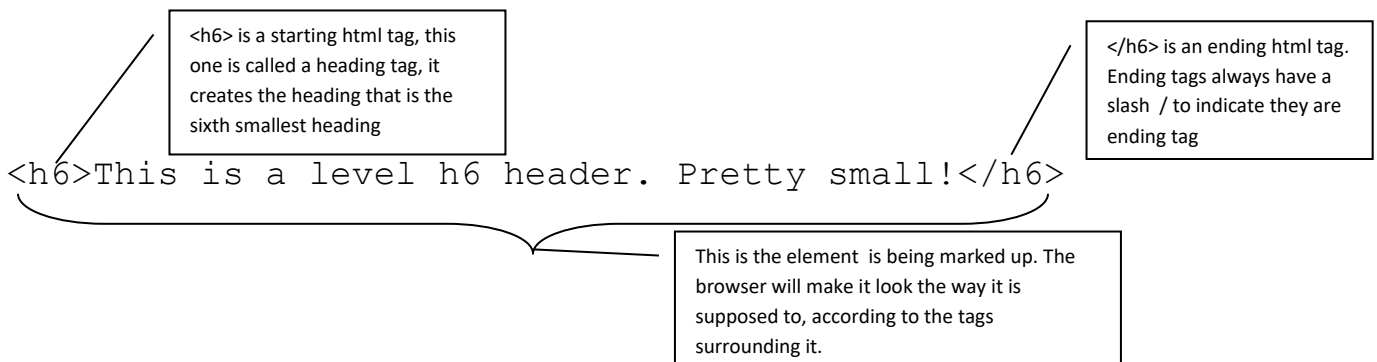 <h6> is a starting html tag, this
one is called a heading tag, it
creates the heading that is the
sixth smallest heading
</h6> is an ending html tag.
Ending tags always have a
slash / to indicate they are
ending tag
<h6>This is a level h6 header. Pretty small!</h6>
This is the element is being marked up. The
browser will make it look the way it is
supposed to, according to the tags
surrounding it.